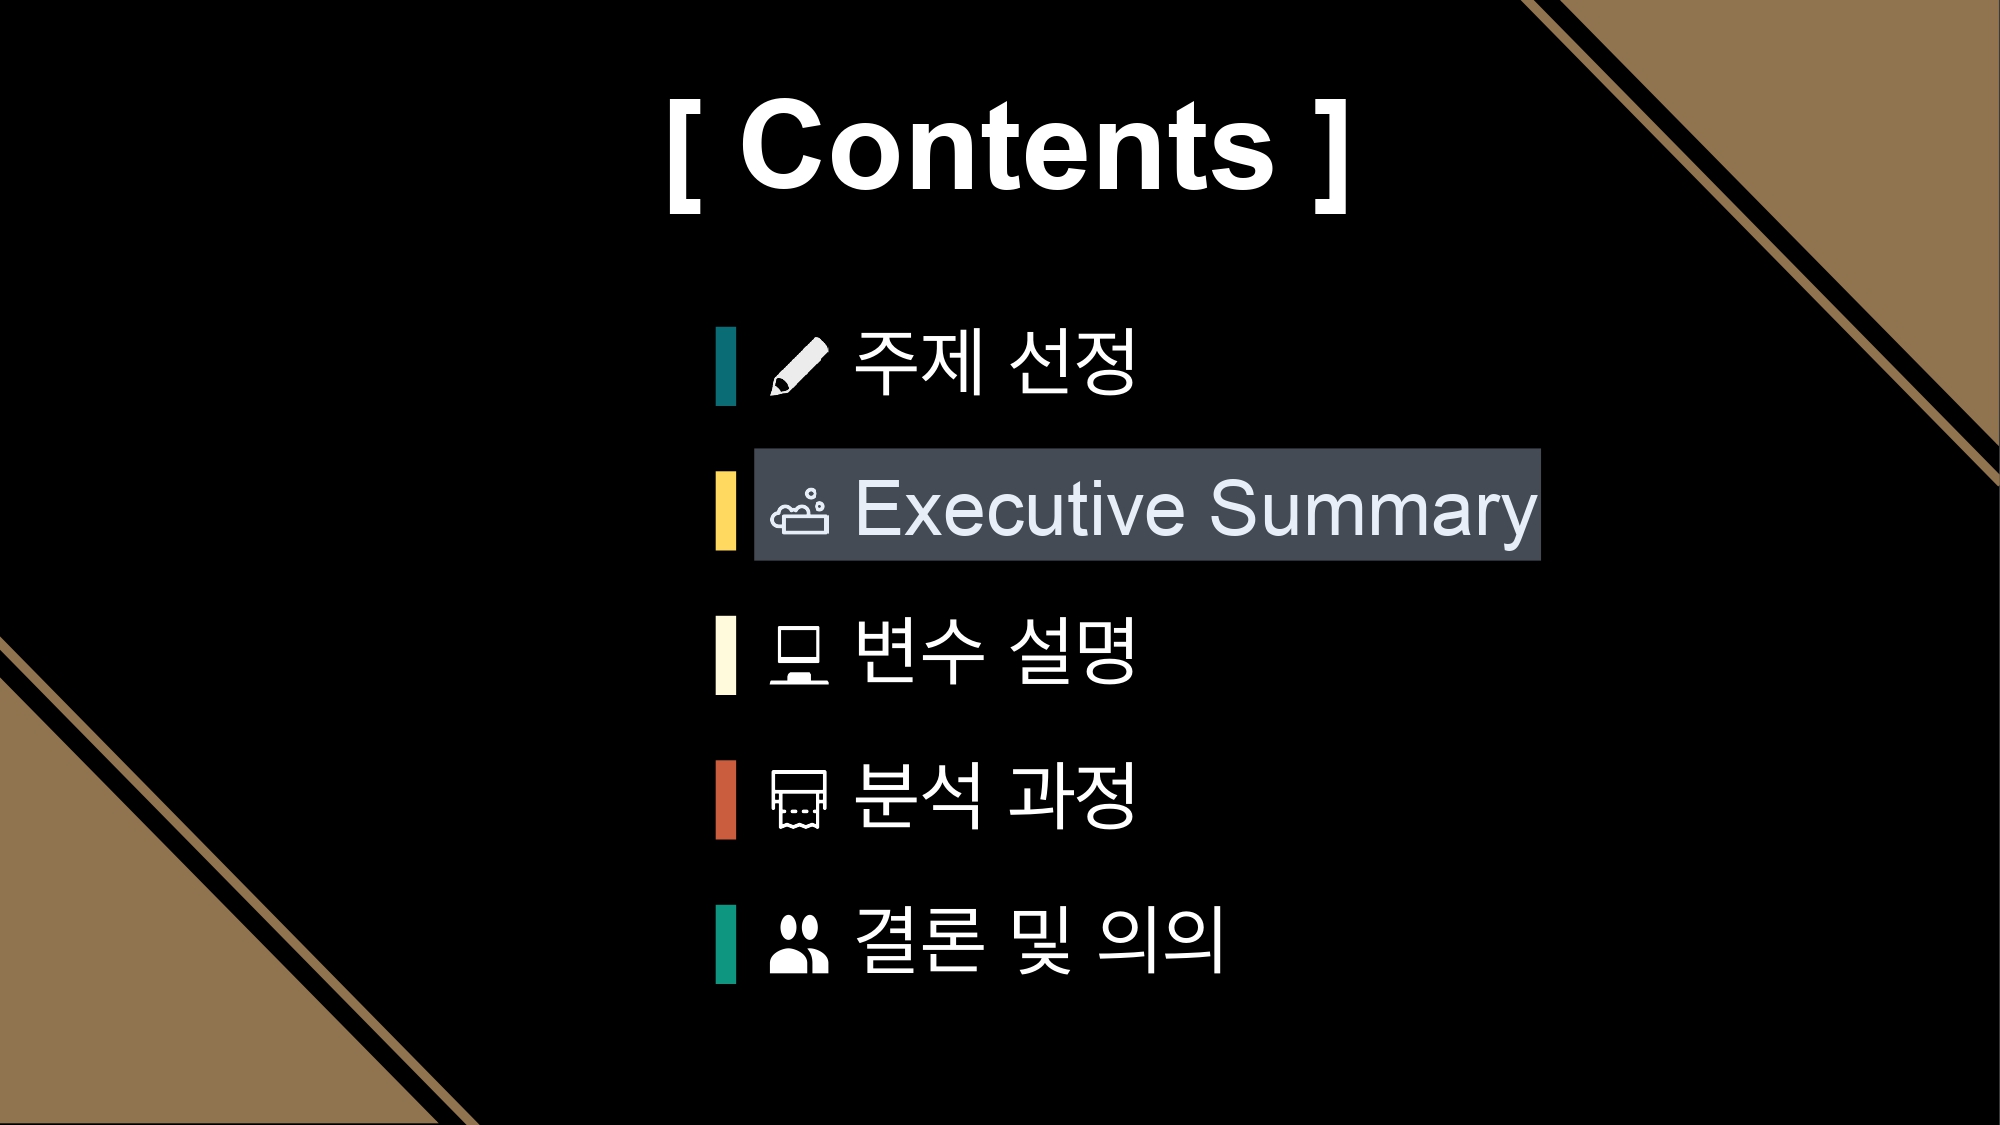 [ Contents ]
주제 선정
Executive Summary
변수 설명
분석 과정
결론 및 의의